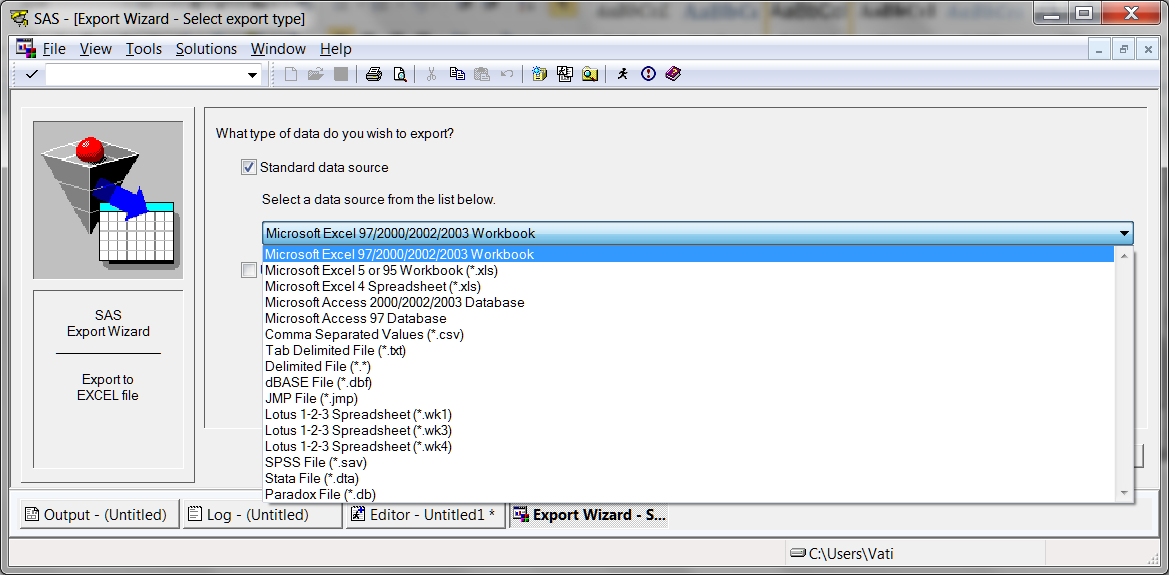 SAS - [Export Wizard - Select export type]
File View Tools Solutions Window Help
What type of data do you wish to export?
Standard data source
Select a data source from the list below.
Microsoft Excel 97/2000/2002/2003 Workbook
Microsoft Excel 97/2000/2002/2003 Workbook
Microsoft Excel 5 or 95 Workbook (*.xls)
Microsoft Excel 4 Spreadsheet (*.xls)
Microsoft Access 2000/2002/2003 Database
Microsoft Access 97 Database
Comma Separated Values (*.csv)
Tab Delimited File (*.txt)
Delimited File (*.*)
dBASE File (*.dbf)
JMP File (*.jmp)
Lotus 1-2-3 Spreadsheet (*.wk1)
Lotus 1-2-3 Spreadsheet (*.wk3)
Lotus 1-2-3 Spreadsheet (*.wk4)
SPSS File (*.sav)
Stata File (*.dta)
Paradox File (*.db)
SAS
Export Wizard
Export to
EXCEL file
Output - (Untitled) Log - (Untitled) Editor - Untitled1 * Export Wizard - S...
C:\Users\Vati